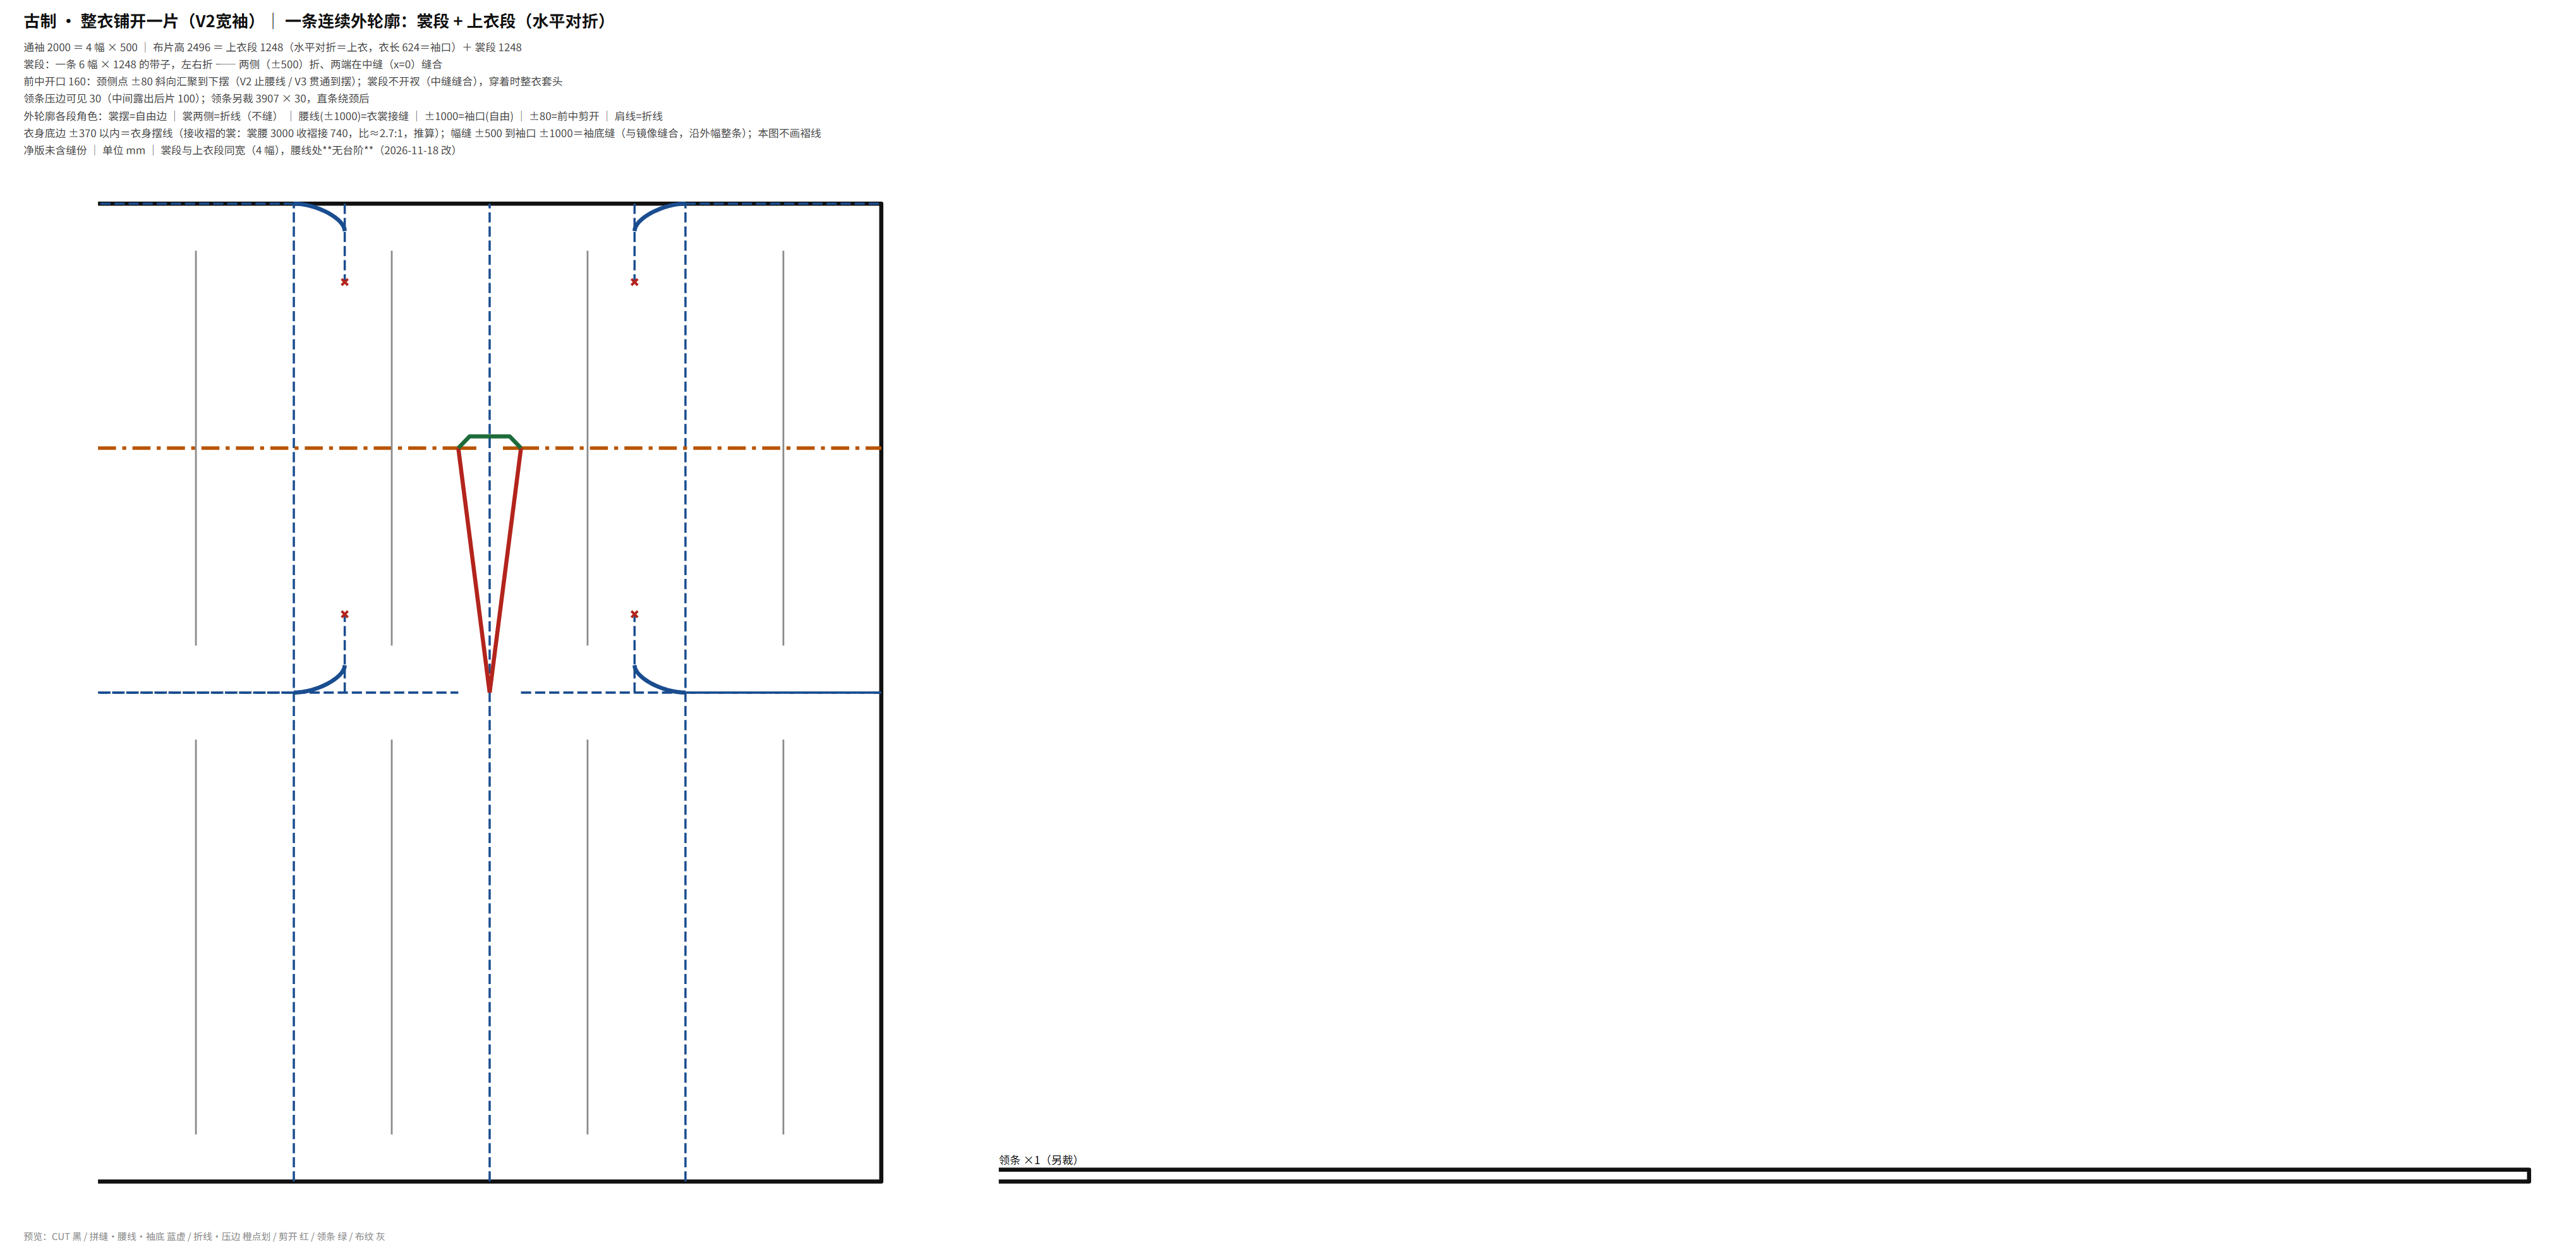 古制 · 整衣铺开一片（V2宽袖）｜ 一条连续外轮廓：裳段 + 上衣段（水平对折）
通袖 2000 ＝ 4 幅 × 500 ｜ 布片高 2496 ＝ 上衣段 1248（水平对折＝上衣，衣长 624＝袖口）＋ 裳段 1248
裳段：一条 6 幅 × 1248 的带子，左右折 —— 两侧（±500）折、两端在中缝（x=0）缝合
前中开口 160：颈侧点 ±80 斜向汇聚到下摆（V2 止腰线 / V3 贯通到摆）；裳段不开衩（中缝缝合），穿着时整衣套头
领条压边可见 30（中间露出后片 100）；领条另裁 3907 × 30，直条绕颈后
外轮廓各段角色：裳摆=自由边 ｜ 裳两侧=折线（不缝） ｜ 腰线(±1000)=衣裳接缝 ｜ ±1000=袖口(自由) ｜ ±80=前中剪开 ｜ 肩线=折线
衣身底边 ±370 以内＝衣身摆线（接收褶的裳：裳腰 3000 收褶接 740，比≈2.7:1，推算）；幅缝 ±500 到袖口 ±1000＝袖底缝（与镜像缝合，沿外幅整条）；本图不画褶线
净版未含缝份 ｜ 单位 mm ｜ 裳段与上衣段同宽（4 幅），腰线处**无台阶**（2026-11-18 改）
领条 ×1（另裁）
预览：CUT 黑 / 拼缝·腰线·袖底 蓝虚 / 折线·压边 橙点划 / 剪开 红 / 领条 绿 / 布纹 灰